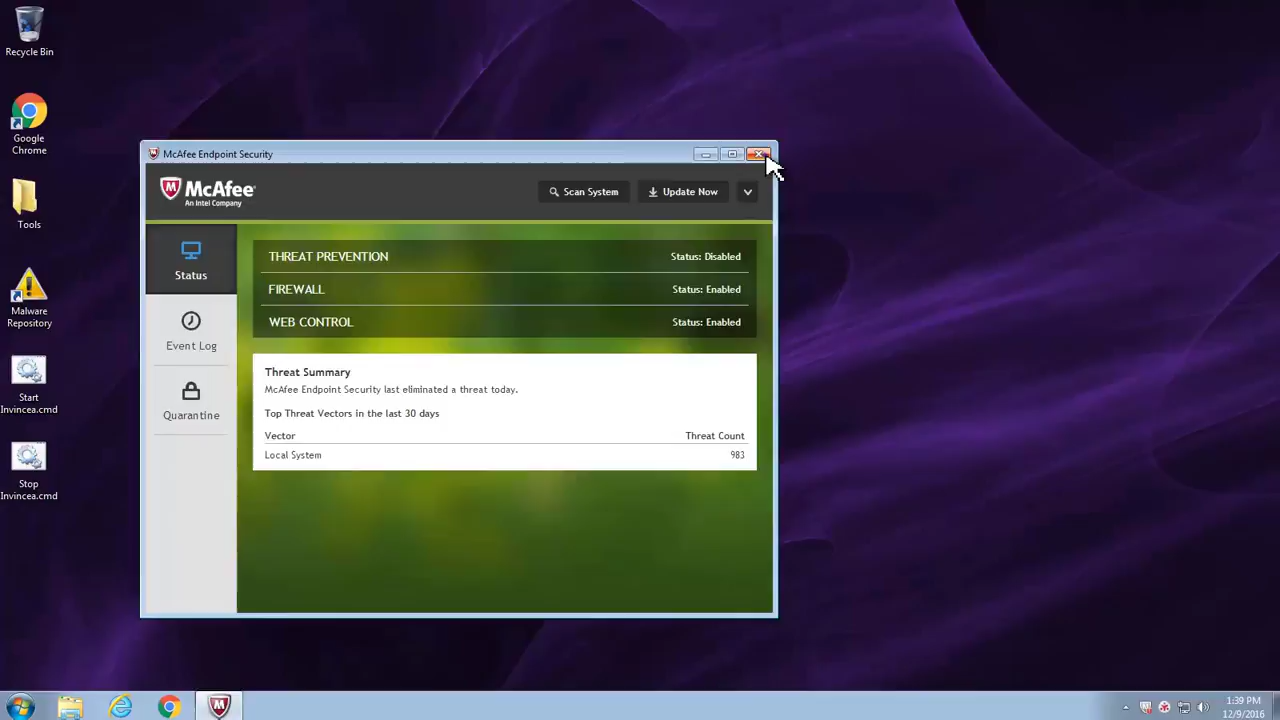 Recycle Bin
Google
Chrome
Tools
Malware
Repository
Start
Invincea.cmd
Stop
Invincea.cmd
McAfee Endpoint Security
McAfee
An Intel Company
Scan System
Update Now
Status
Event Log
Quarantine
THREAT PREVENTION Status: Disabled
FIREWALL Status: Enabled
WEB CONTROL Status: Enabled
Threat Summary
McAfee Endpoint Security last eliminated a threat today.
Top Threat Vectors in the last 30 days
Vector Threat Count
Local System 983
1:39 PM
12/9/2016